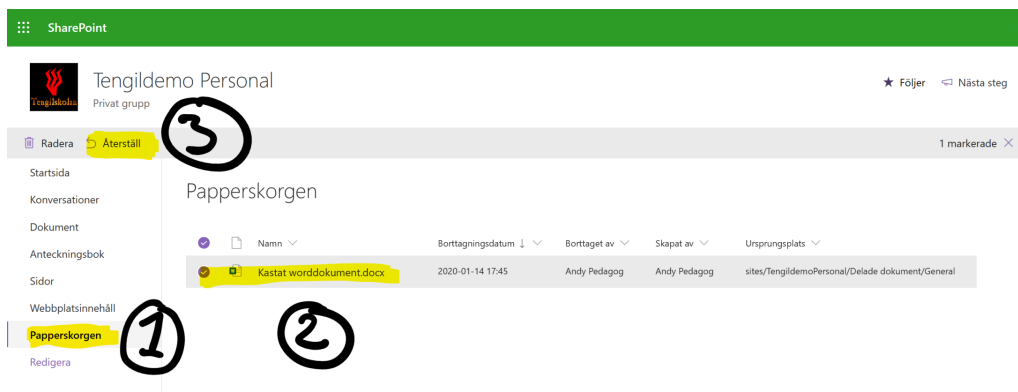 SharePoint
Tengildemo Personal
Tengilskolan
Privat grupp
Följer
Nästa steg
3
Radera
Återställ
1 markerade
Startsida
Konversationer
Dokument
Anteckningsbok
Sidor
Webbplatsinnehåll
Papperskorgen
Redigera
1
Papperskorgen
Namn
Borttagningsdatum
Borttaget av
Skapat av
Ursprungsplats
Kastat worddokument.docx
2020-01-14 17:45
Andy Pedagog
Andy Pedagog
sites/TengildemoPersonal/Delade dokument/General
2